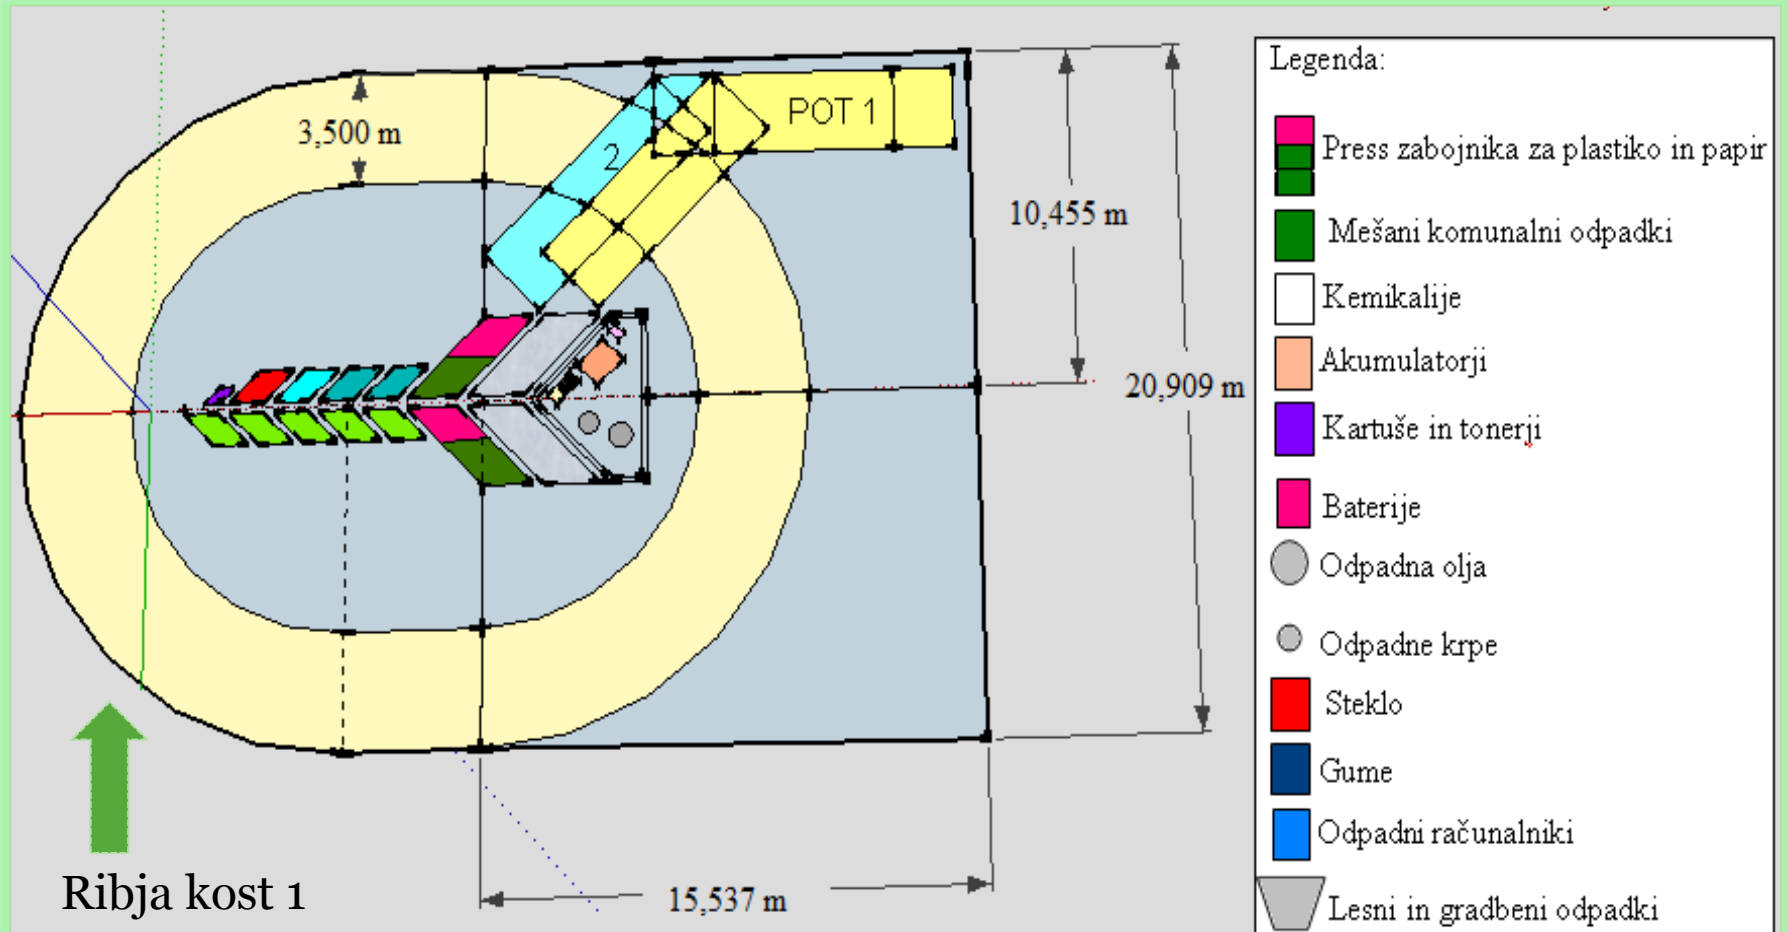 3,500 m
2
POT 1
10,455 m
20,909 m
15,537 m
Ribja kost 1
Legenda:
Press zabojnika za plastiko in papir
Mešani komunalni odpadki
Kemikalije
Akumulatorji
Kartuše in tonerji
Baterije
Odpadna olja
Odpadne krpe
Steklo
Gume
Odpadni računalniki
Lesni in gradbeni odpadki